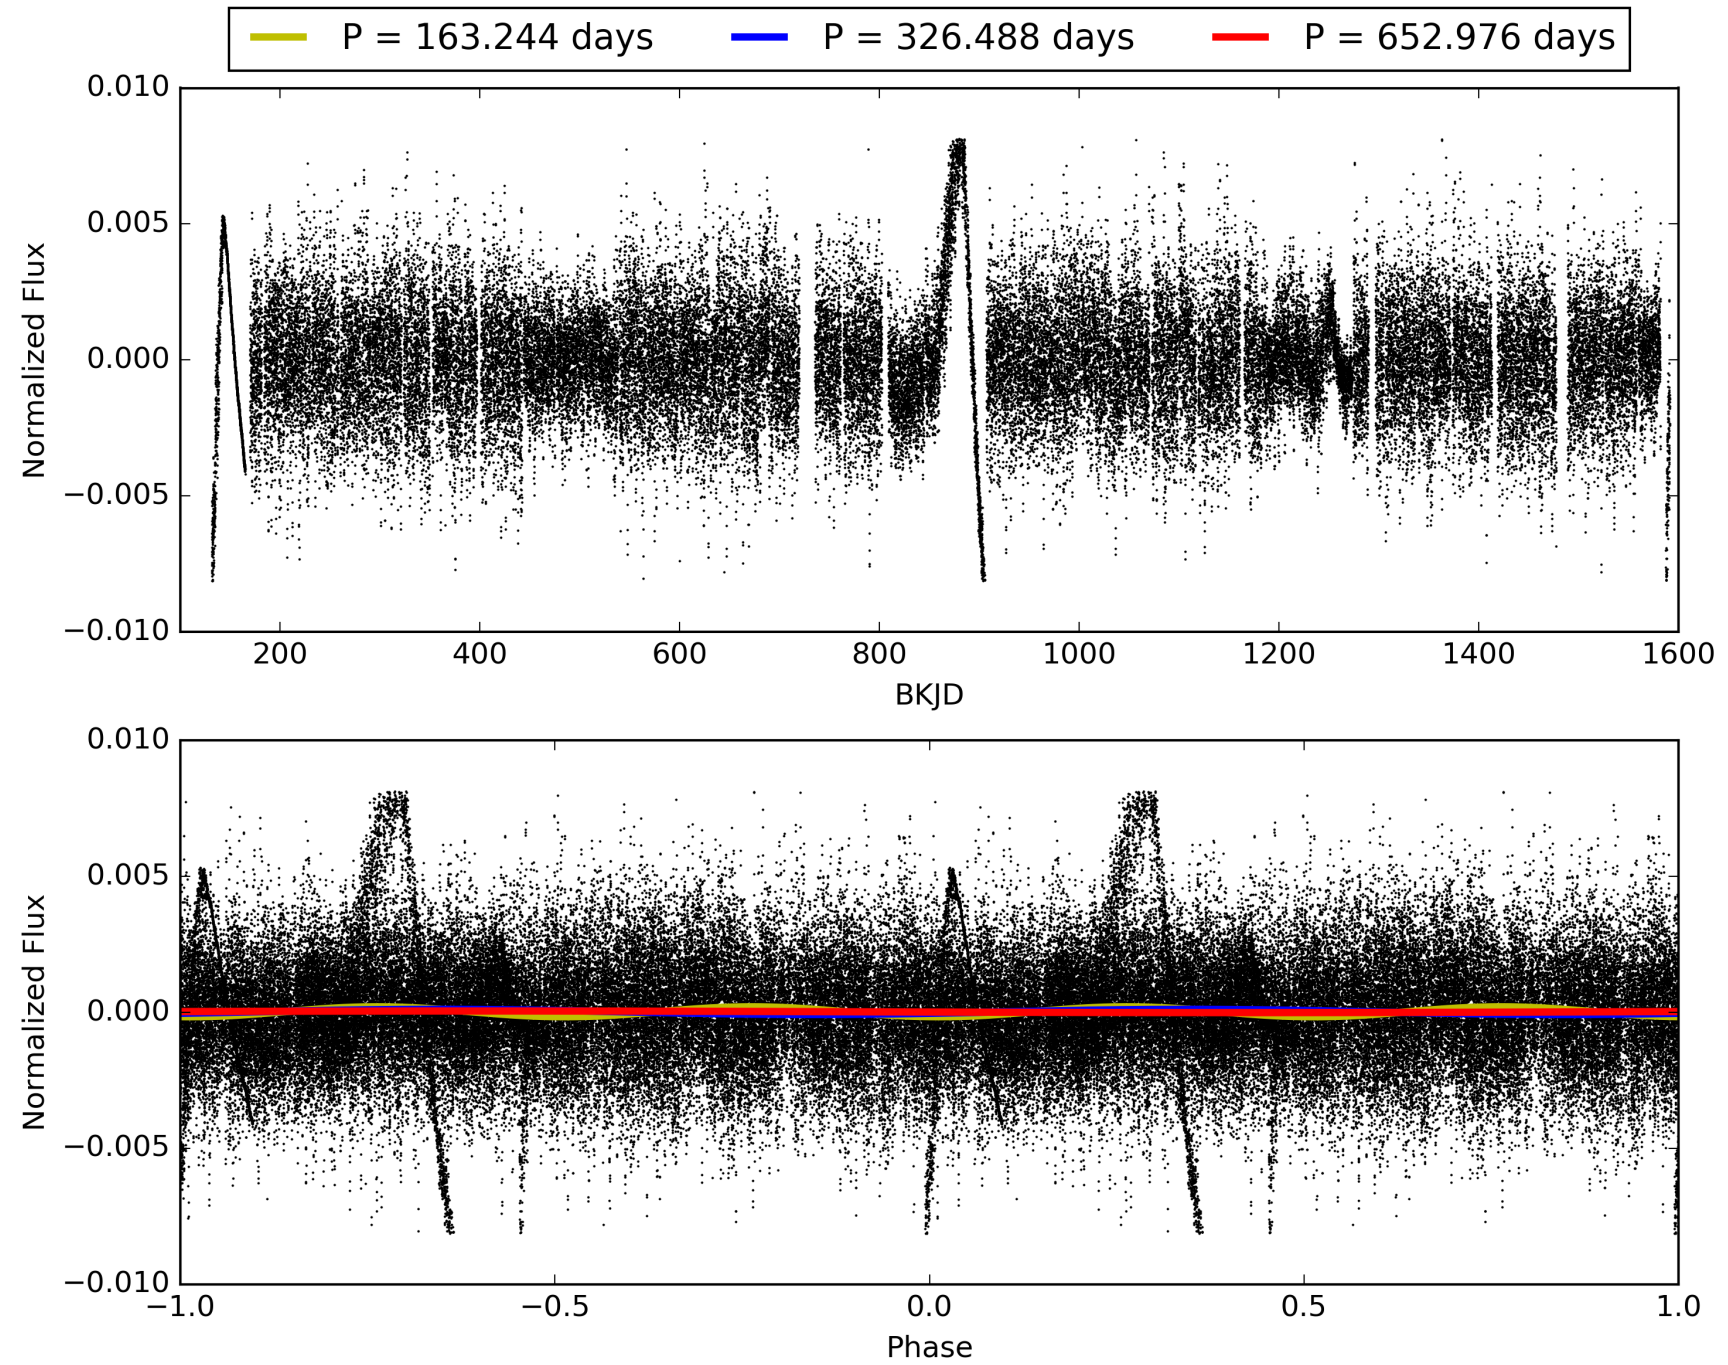 P = 163.244 days P = 326.488 days P = 652.976 days
0.010
0.005
0.000
−0.005
−0.010
Normalized Flux
200 400 600 800 1000 1200 1400 1600
BKJD
0.010
0.005
0.000
−0.005
−0.010
Normalized Flux
−1.0 −0.5 0.0 0.5 1.0
Phase